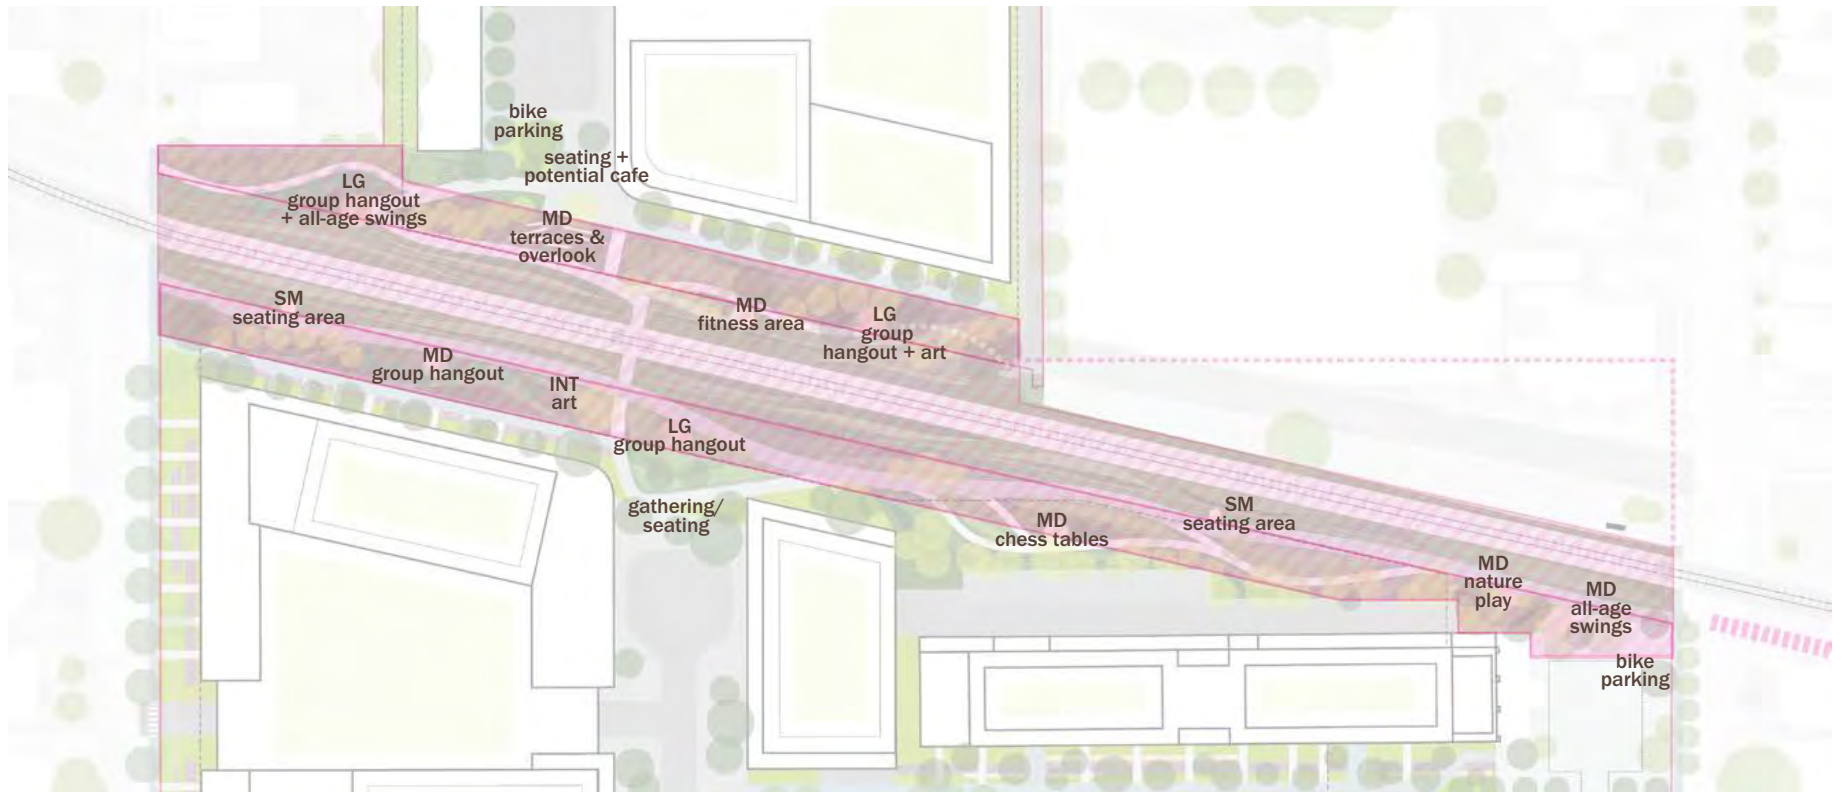 bike
parking
seating +
potential cafe
LG
group hangout
+ all-age swings
MD
terraces &
overlook
SM
seating area
MD
fitness area
LG
group
hangout + art
MD
group hangout
INT
art
LG
group hangout
gathering/
seating
MD
chess tables
SM
seating area
MD
nature
play
MD
all-age
swings
bike
parking